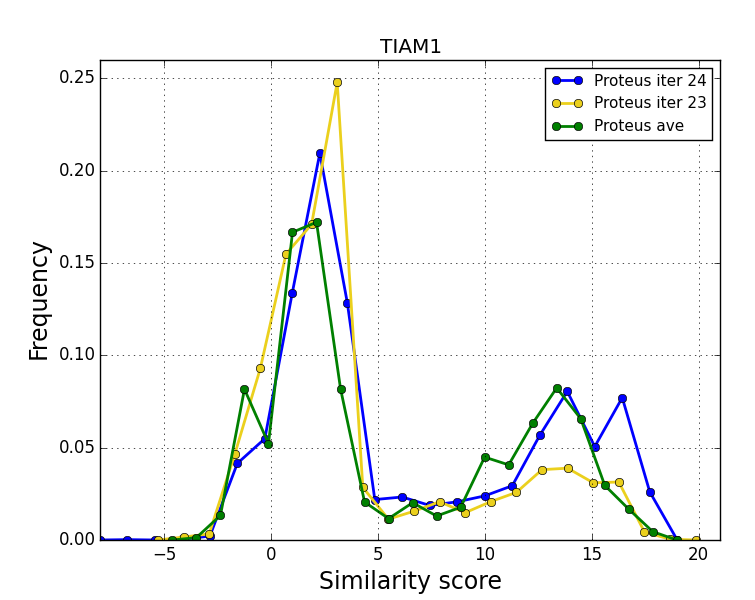 TIAM1
Proteus iter 24
Proteus iter 23
Proteus ave
Frequency
0.25
0.20
0.15
0.10
0.05
0.00
−5
0
5
10
15
20
Similarity score